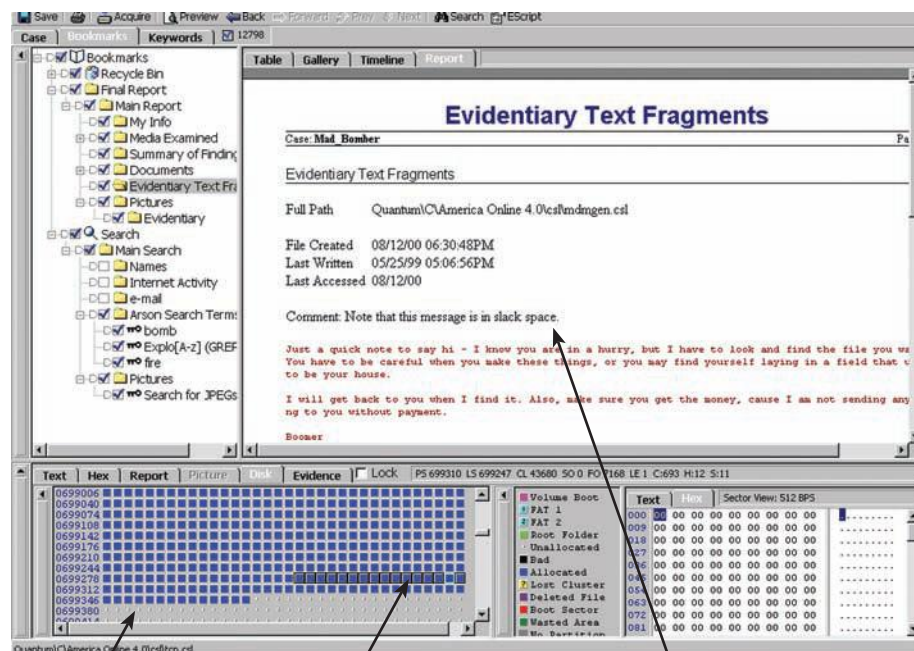 Save Acquire Preview Back Forward Prev Next Search EScript
Case Bookmarks Keywords 12798
Bookmarks
Recycle Bin
Final Report
Main Report
My Info
Media Examined
Summary of Finding
Documents
Evidentiary Text Fra
Pictures
Evidentiary
Search
Main Search
Names
Internet Activity
e-mail
Arson Search Terms
bomb
Explo[A-z] (GREP
fire
Pictures
Search for JPEGs
Table Gallery Timeline Report
Evidentiary Text Fragments
Case: Mad_Bomber Pa
Evidentiary Text Fragments
Full Path Quantum\C\America Online 4.0\csl\mdmgen.csl
File Created 08/12/00 06:30:48PM
Last Written 05/25/99 05:06:56PM
Last Accessed 08/12/00
Comment: Note that this message is in slack space.
Just a quick note to say hi - I know you are in a hurry, but I have to look and find the file you wa
You have to be careful when you make these things, or you may find yourself laying in a field that u
to be your house.
I will get back to you when I find it. Also, make sure you get the money, cause I am not sending any
ng to you without payment.
Boomer
Text Hex Report Picture Disk Evidence Lock PS 699310 LS 699247 CL 43680 SO 0 FO 7168 LE 1 C:693 H:12 S:11
0699006
0699040
0699074
0699108
0699142
0699176
0699210
0699244
0699278
0699312
0699346
0699380
0699414
Volume Boot
1 FAT 1
2 FAT 2
Root Folder
Unallocated
Bad
Allocated
? Lost Cluster
Deleted File
Boot Sector
Wasted Area
No Partition
Text Hex Sector View: 512 BPS
000 00 00 00 00 00 00 00 00 00
009 00 00 00 00 00 00 00 00 00
018 00 00 00 00 00 00 00 00 00
027 00 00 00 00 00 00 00 00 00
036 00 00 00 00 00 00 00 00 00
045 00 00 00 00 00 00 00 00 00
054 00 00 00 00 00 00 00 00 00
063 00 00 00 00 00 00 00 00 00
072 00 00 00 00 00 00 00 00 00
081 00 00 00 00 00 00 00 00 00
Quantum\C\America Online 4.0\csl\tcp.csl